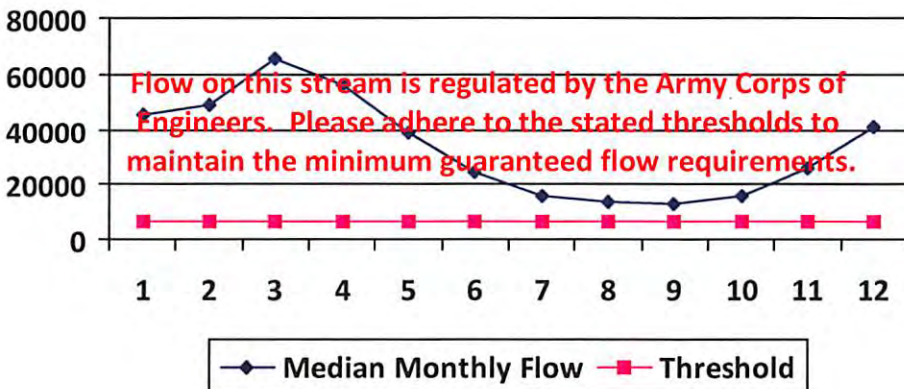 80000
60000
40000
20000
0
Flow on this stream is regulated by the Army Corps of
Engineers. Please adhere to the stated thresholds to
maintain the minimum guaranteed flow requirements.
1 2 3 4 5 6 7 8 9 10 11 12
Median Monthly Flow Threshold